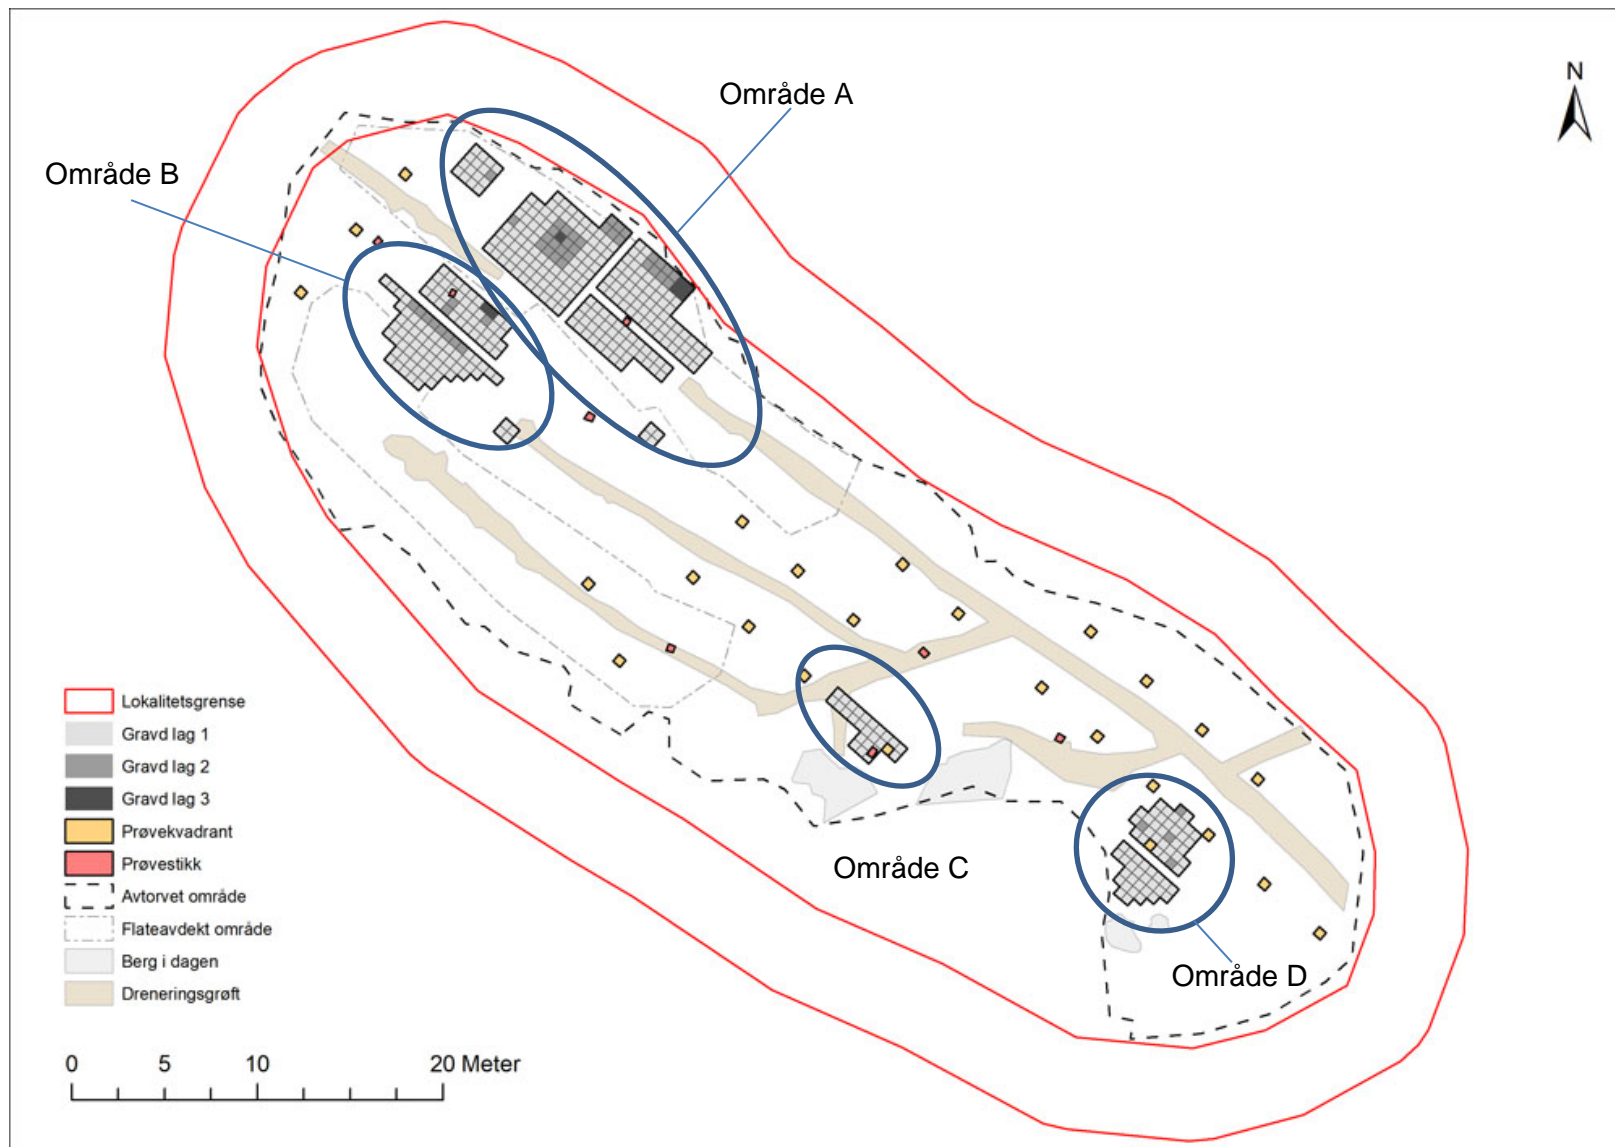 Område A
N
Område B
Lokalitetsgrense
Gravd lag 1
Gravd lag 2
Gravd lag 3
Prøvekvadrant
Prøvestikk
Avtorvet område
Flateavdekt område
Berg i dagen
Dreneringsgrøft
Område C
Område D
0 5 10 20 Meter